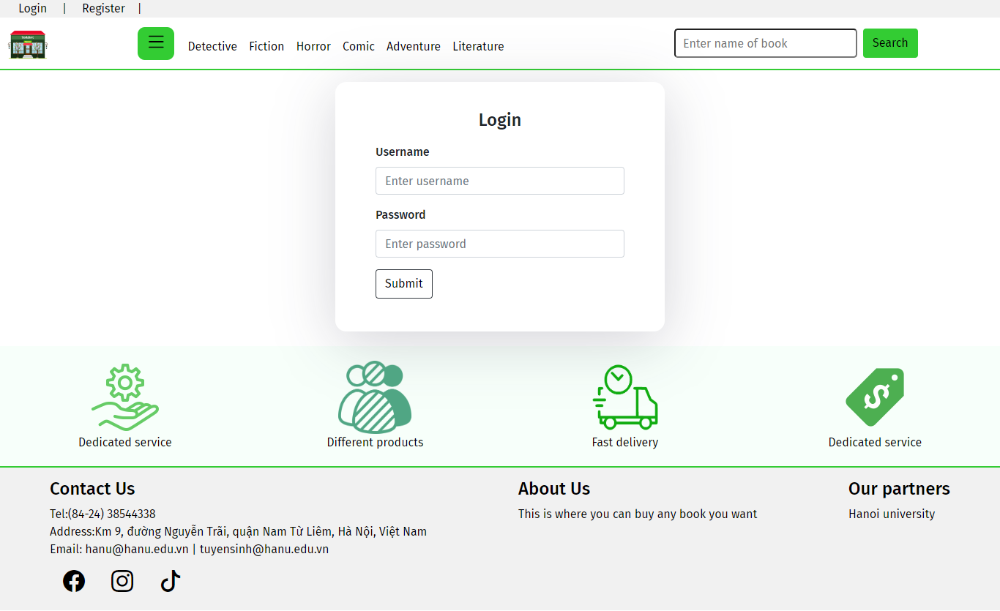 Login | Register |
Detective Fiction Horror Comic Adventure Literature Enter name of book Search
Login
Username
Enter username
Password
Enter password
Submit
Dedicated service Different products Fast delivery Dedicated service
Contact Us
Tel:(84-24) 38544338
Address:Km 9, đường Nguyễn Trãi, quận Nam Từ Liêm, Hà Nội, Việt Nam
Email: hanu@hanu.edu.vn | tuyensinh@hanu.edu.vn
About Us
This is where you can buy any book you want
Our partners
Hanoi university